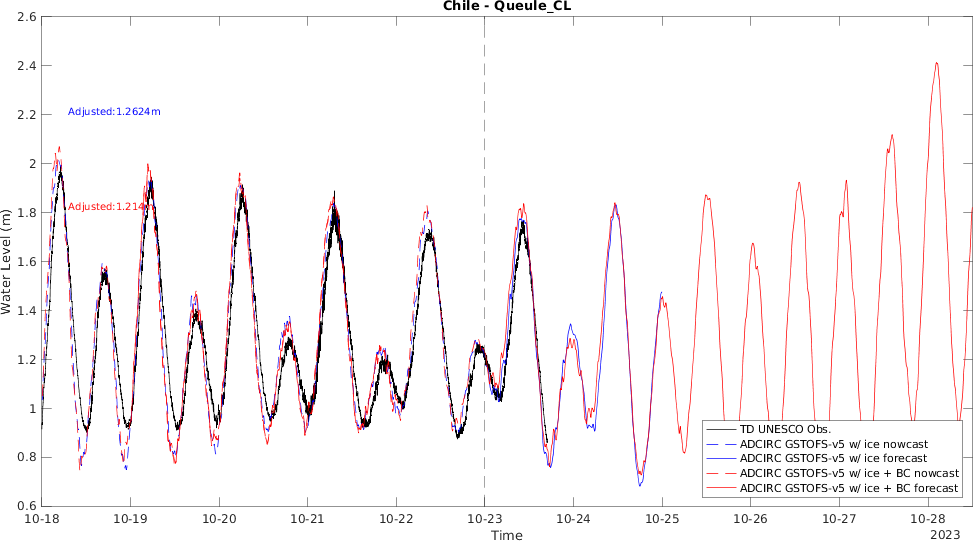 Chile - Queule_CL
2.6
2.4
2.2
2
1.8
1.6
1.4
1.2
1
0.8
0.6
Water Level (m)
Adjusted:1.2624m
Adjusted:1.214
TD UNESCO Obs.
ADCIRC GSTOFS-v5 w/ ice nowcast
ADCIRC GSTOFS-v5 w/ ice forecast
ADCIRC GSTOFS-v5 w/ ice + BC nowcast
ADCIRC GSTOFS-v5 w/ ice + BC forecast
10-18 10-19 10-20 10-21 10-22 10-23 10-24 10-25 10-26 10-27 10-28
2023
Time